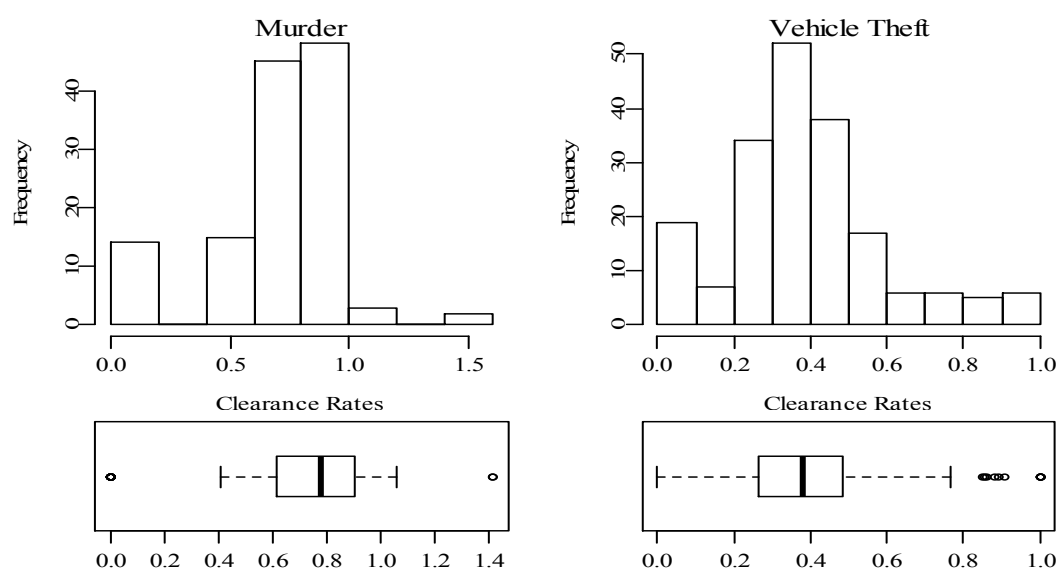 Murder
Frequency
0 10 20 30 40
0.0 0.5 1.0 1.5
Clearance Rates
0.0 0.2 0.4 0.6 0.8 1.0 1.2 1.4
Vehicle Theft
Frequency
0 10 20 30 40 50
0.0 0.2 0.4 0.6 0.8 1.0
Clearance Rates
0.0 0.2 0.4 0.6 0.8 1.0